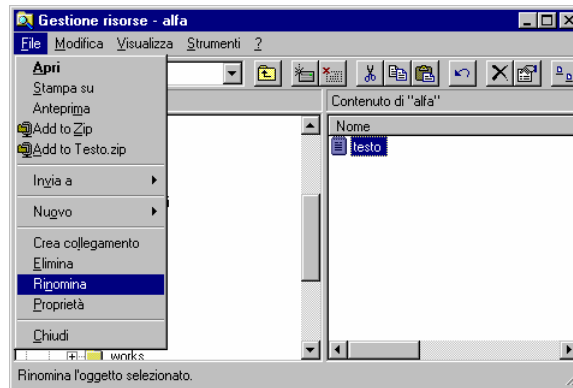 Gestione risorse - alfa
File Modifica Visualizza Strumenti ?
Apri
Stampa su
Anteprima
Add to Zip
Add to Testo.zip
Invia a
Nuovo
Crea collegamento
Elimina
Rinomina
Proprietà
Chiudi
Contenuto di "alfa"
Nome
testo
works
Rinomina l'oggetto selezionato.